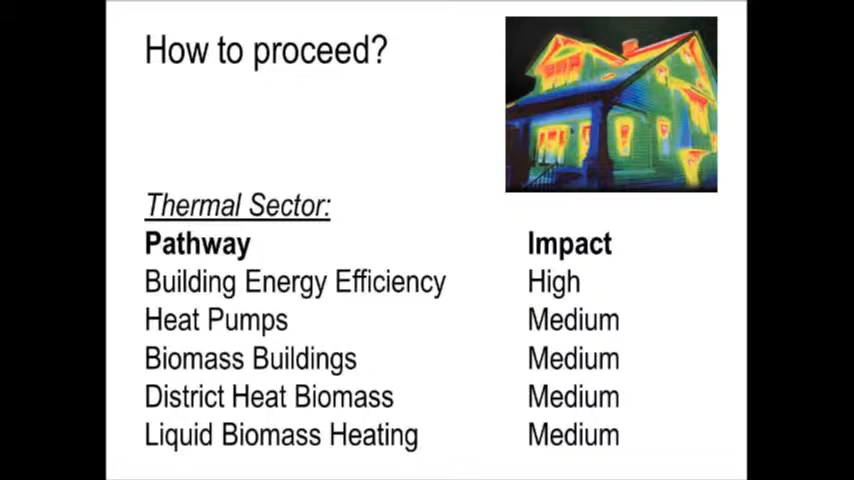 How to proceed?
Thermal Sector:
Pathway Impact
Building Energy Efficiency High
Heat Pumps Medium
Biomass Buildings Medium
District Heat Biomass Medium
Liquid Biomass Heating Medium